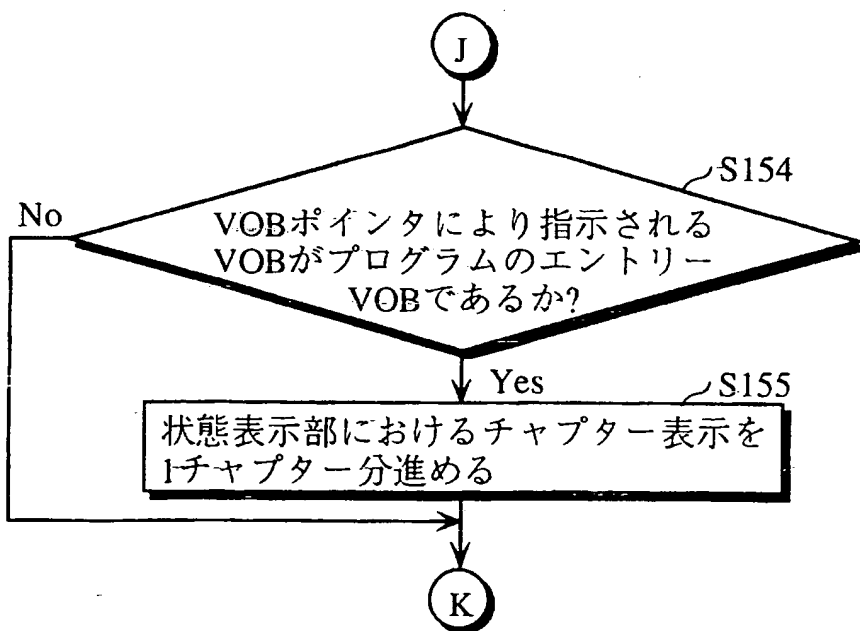 J
S154
No
VOBポインタにより指示される
VOBがプログラムのエントリー
VOBであるか?
Yes
S155
状態表示部におけるチャプター表示を
1チャプター分進める
K